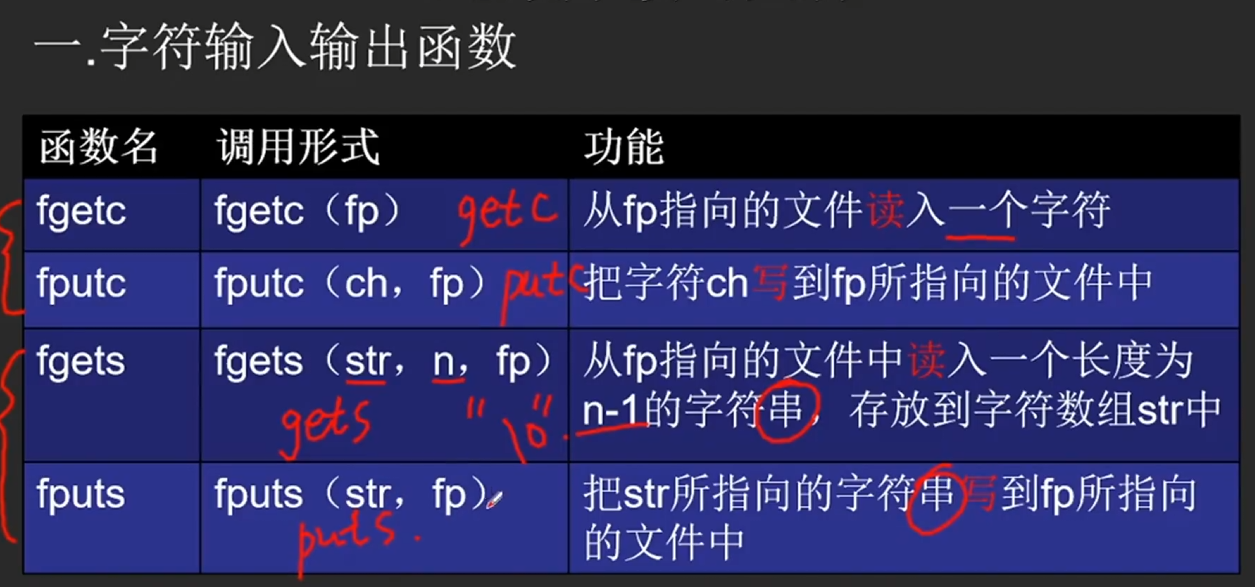 一.字符输入输出函数
函数名 调用形式 功能
fgetc fgetc（fp） getc 从fp指向的文件读入一个字符
fputc fputc（ch，fp） putc 把字符ch写到fp所指向的文件中
fgets fgets（str，n，fp） 从fp指向的文件中读入一个长度为
gets " \0." n-1的字符串，存放到字符数组str中
fputs fputs（str，fp） 把str所指向的字符串写到fp所指向
puts. 的文件中